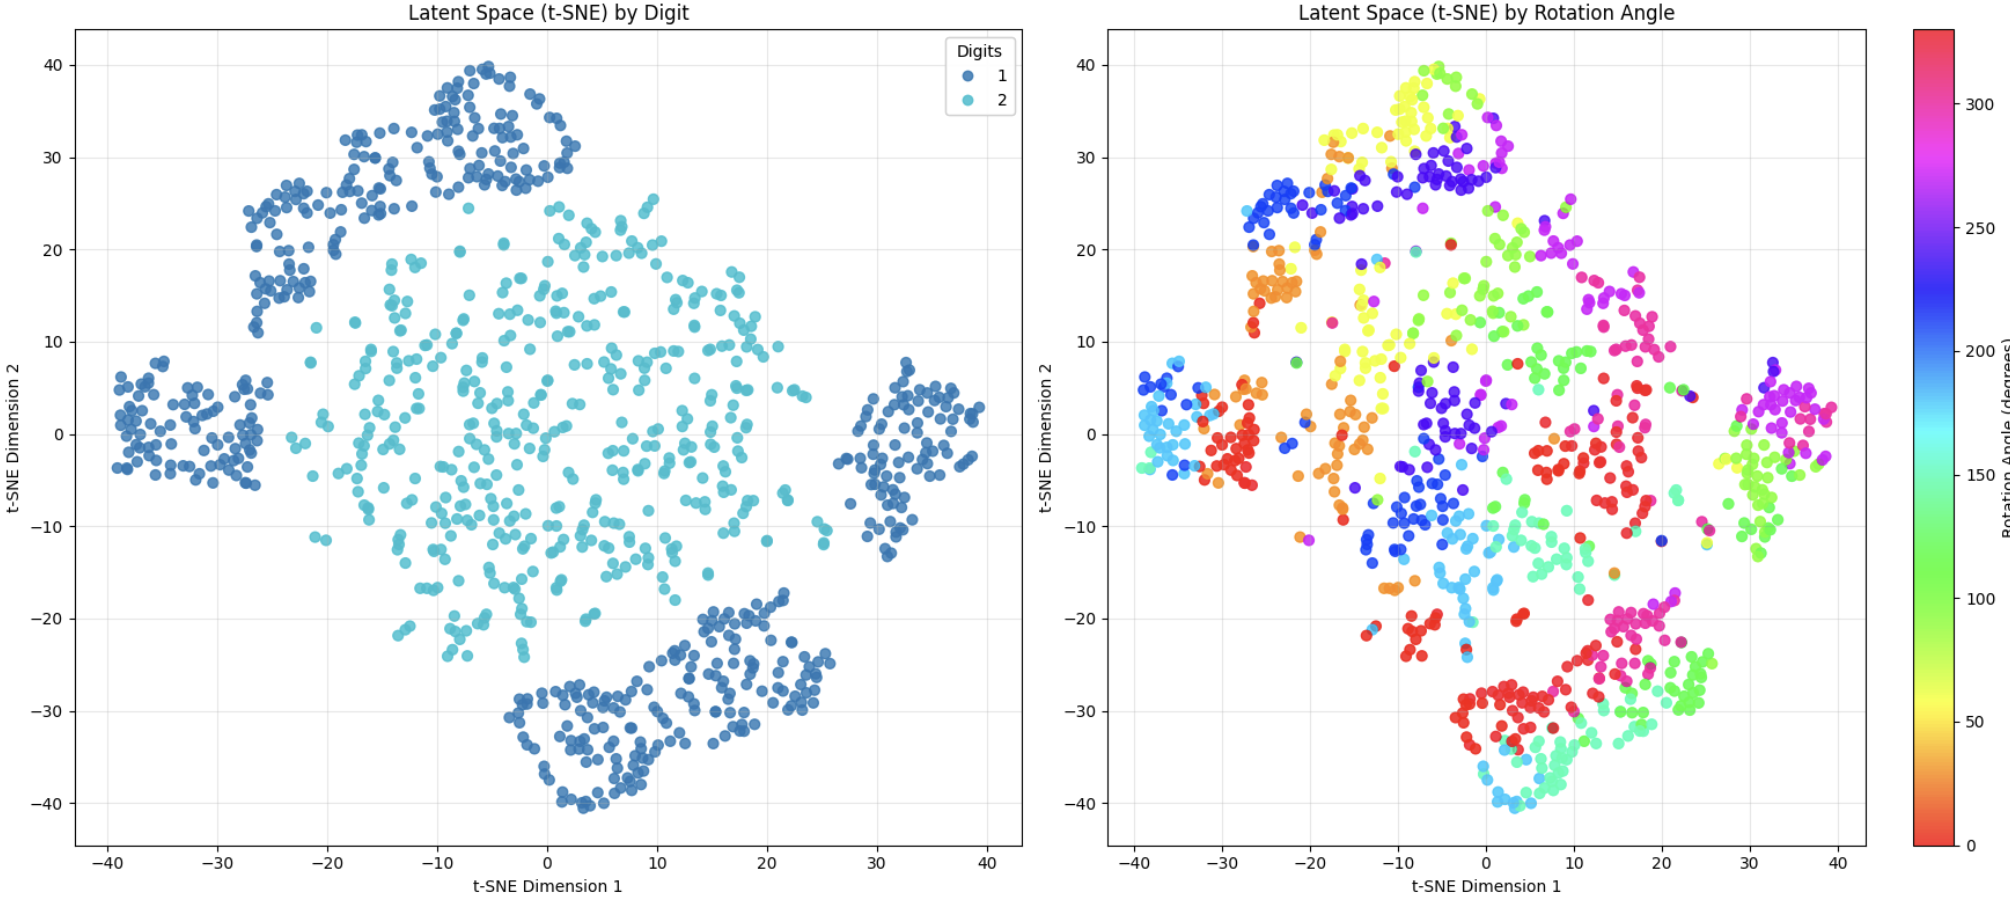 Latent Space (t-SNE) by Digit
40
30
20
10
0
−10
−20
−30
−40
t-SNE Dimension 2
−40 −30 −20 −10 0 10 20 30 40
t-SNE Dimension 1
Digits
1
2
Latent Space (t-SNE) by Rotation Angle
40
30
20
10
0
−10
−20
−30
−40
t-SNE Dimension 2
−40 −30 −20 −10 0 10 20 30 40
t-SNE Dimension 1
300
250
200
150
100
50
0
Rotation Angle (degrees)